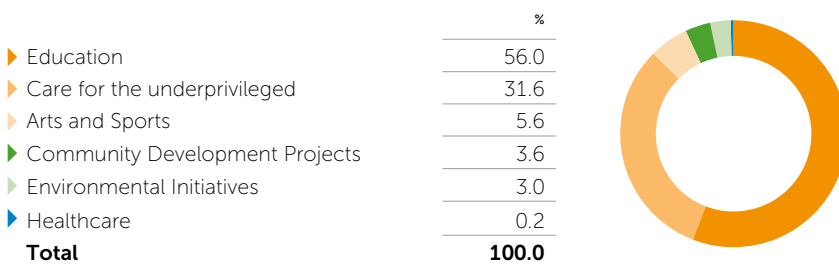 %
Education 56.0
Care for the underprivileged 31.6
Arts and Sports 5.6
Community Development Projects 3.6
Environmental Initiatives 3.0
Healthcare 0.2
Total 100.0